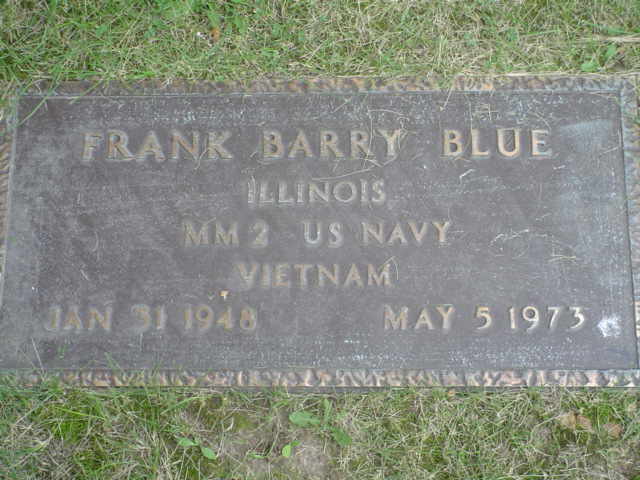 FRANK BARRY BLUE
ILLINOIS
MM2 US NAVY
VIETNAM
JAN 31 1948 MAY 5 1973